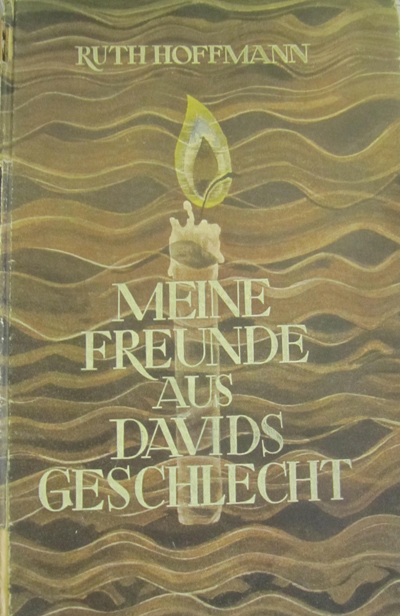 RUTH HOFFMANN
MEINE
FREUNDE
AUS
DAVIDS
GESCHLECHT